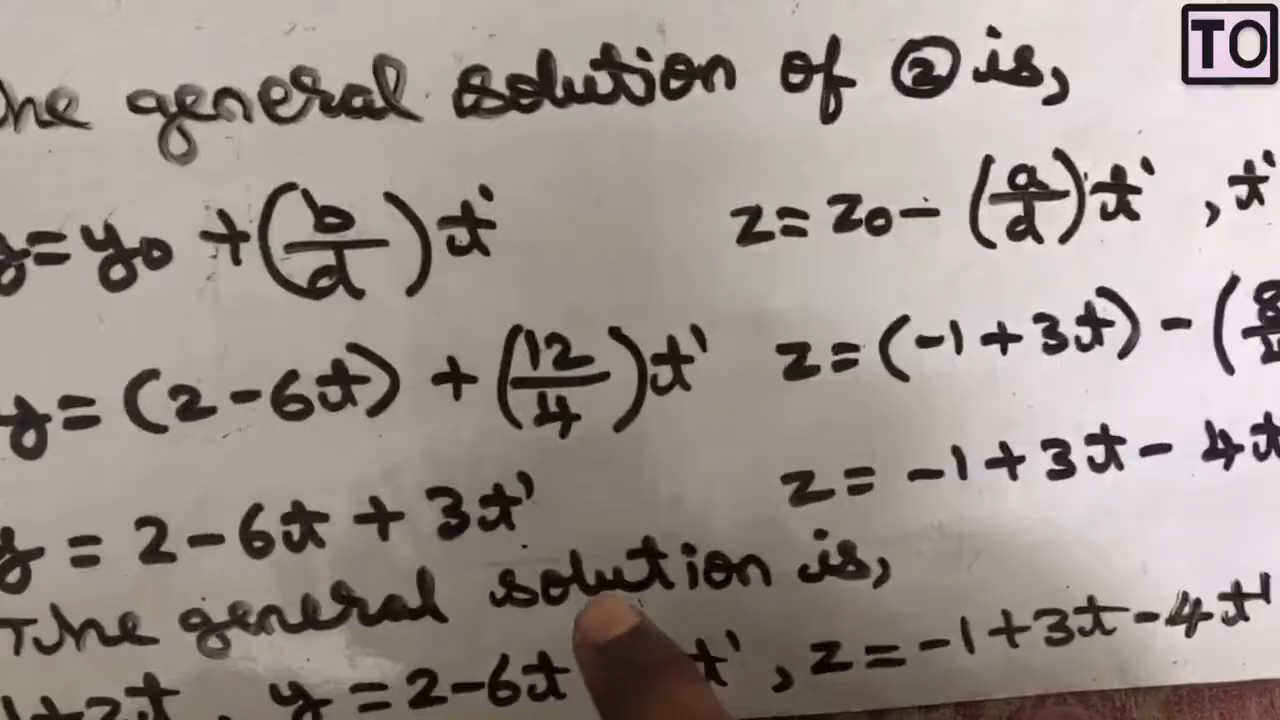 TO
he general solution of ② is,
y = y₀ + (b/d)t' z = z₀ - (a/d)t' , t'
y = (2-6t) + (12/4)t' z = (-1+3t) - (
y = 2-6t+3t' z = -1+3t-4t
The general solution is,
t , y = 2-6t t' , z = -1+3t-4t'